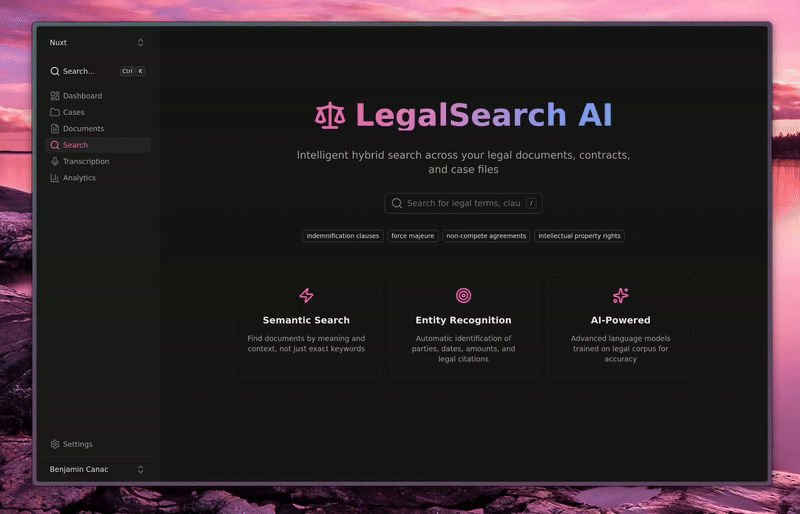 Nuxt
Search...
Ctrl K
Dashboard
Cases
Documents
Search
Transcription
Analytics
Settings
Benjamin Canac
LegalSearch AI
Intelligent hybrid search across your legal documents, contracts,
and case files
Search for legal terms, clau
/
indemnification clauses
force majeure
non-compete agreements
intellectual property rights
Semantic Search
Find documents by meaning and
context, not just exact keywords
Entity Recognition
Automatic identification of
parties, dates, amounts, and
legal citations
AI-Powered
Advanced language models
trained on legal corpus for
accuracy